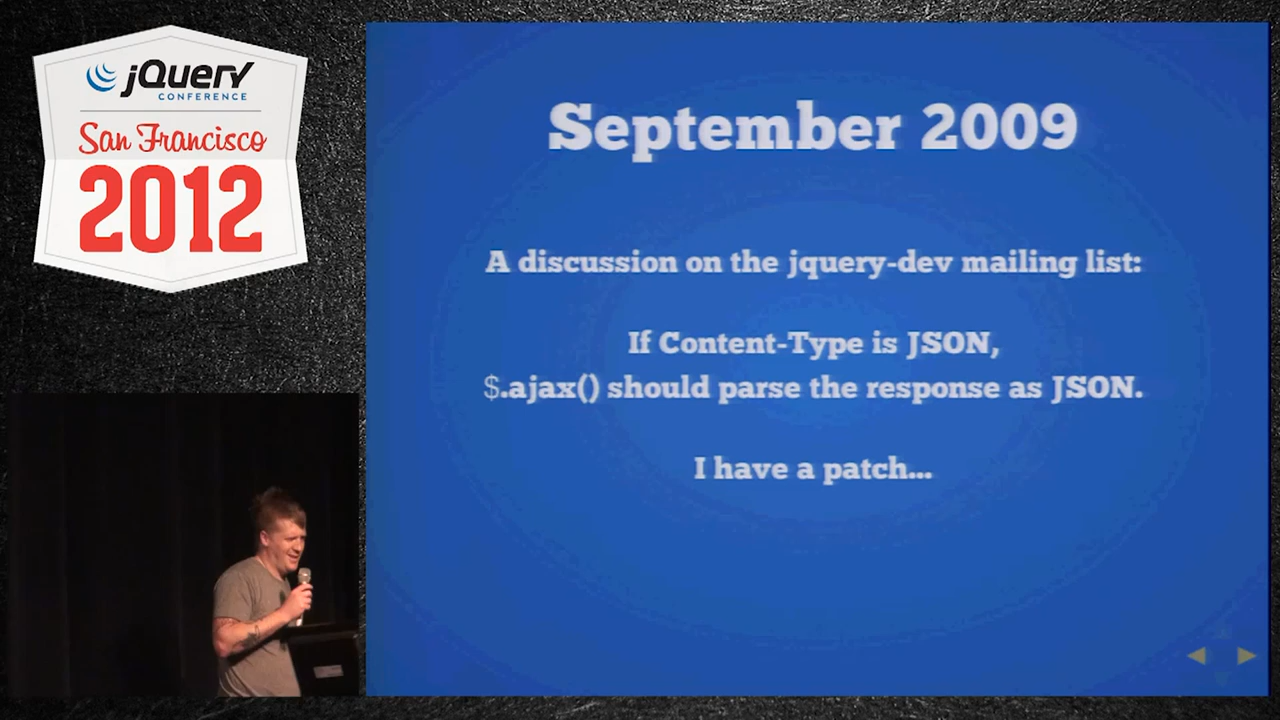 jQuery
CONFERENCE
San Francisco
2012
September 2009
A discussion on the jquery-dev mailing list:
If Content-Type is JSON,
$.ajax() should parse the response as JSON.
I have a patch...